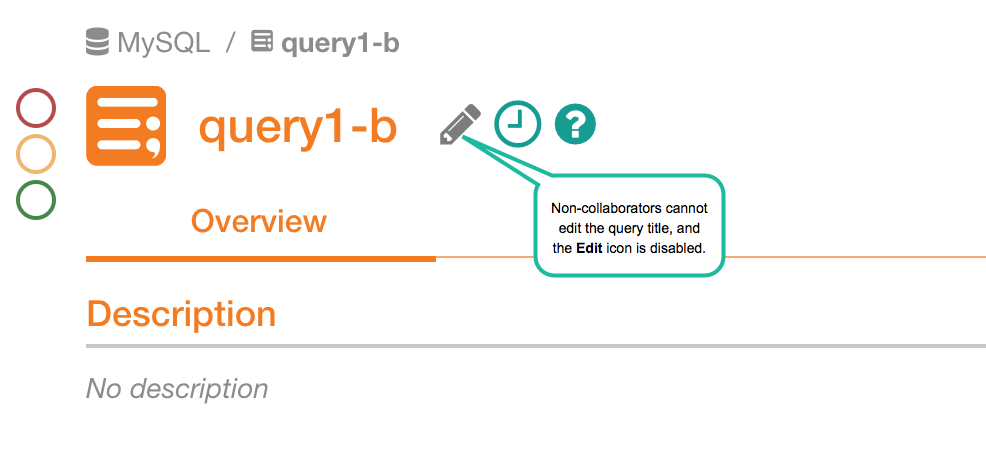 MySQL / query1-b
query1-b
?
Non-collaborators cannot
edit the query title, and
the Edit icon is disabled.
Overview
Description
No description